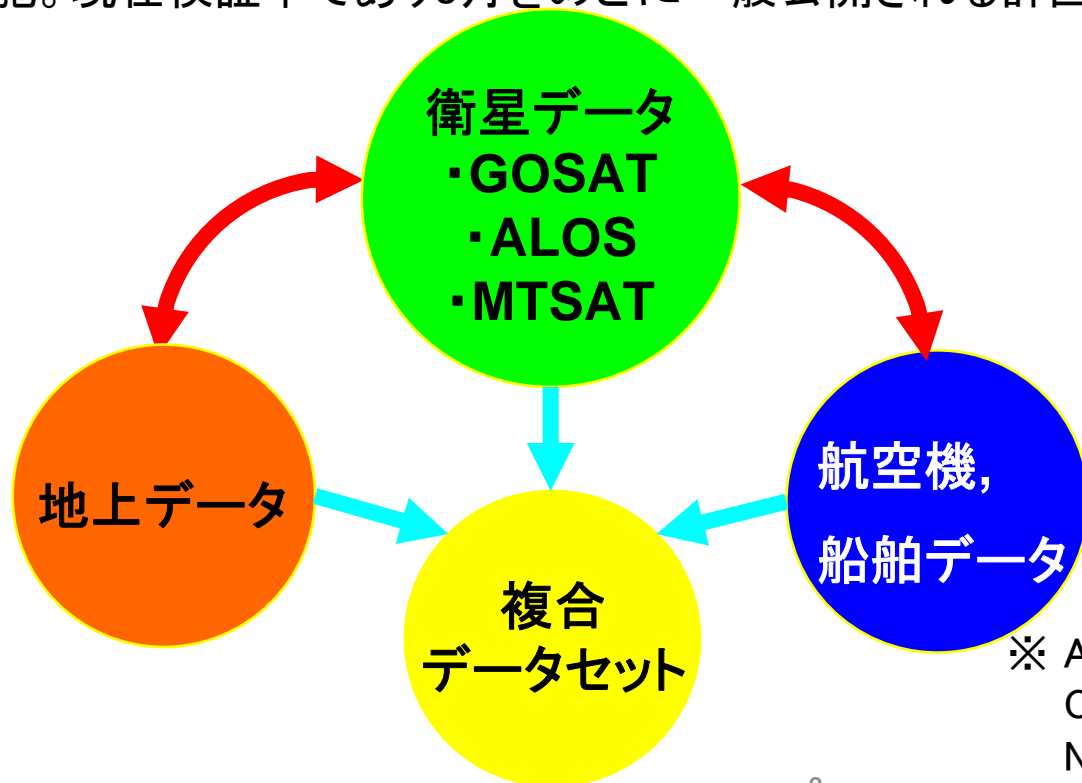 衛星データ
・GOSAT
・ALOS
・MTSAT
地上データ
航空機,
船舶データ
複合
データセット
※ A